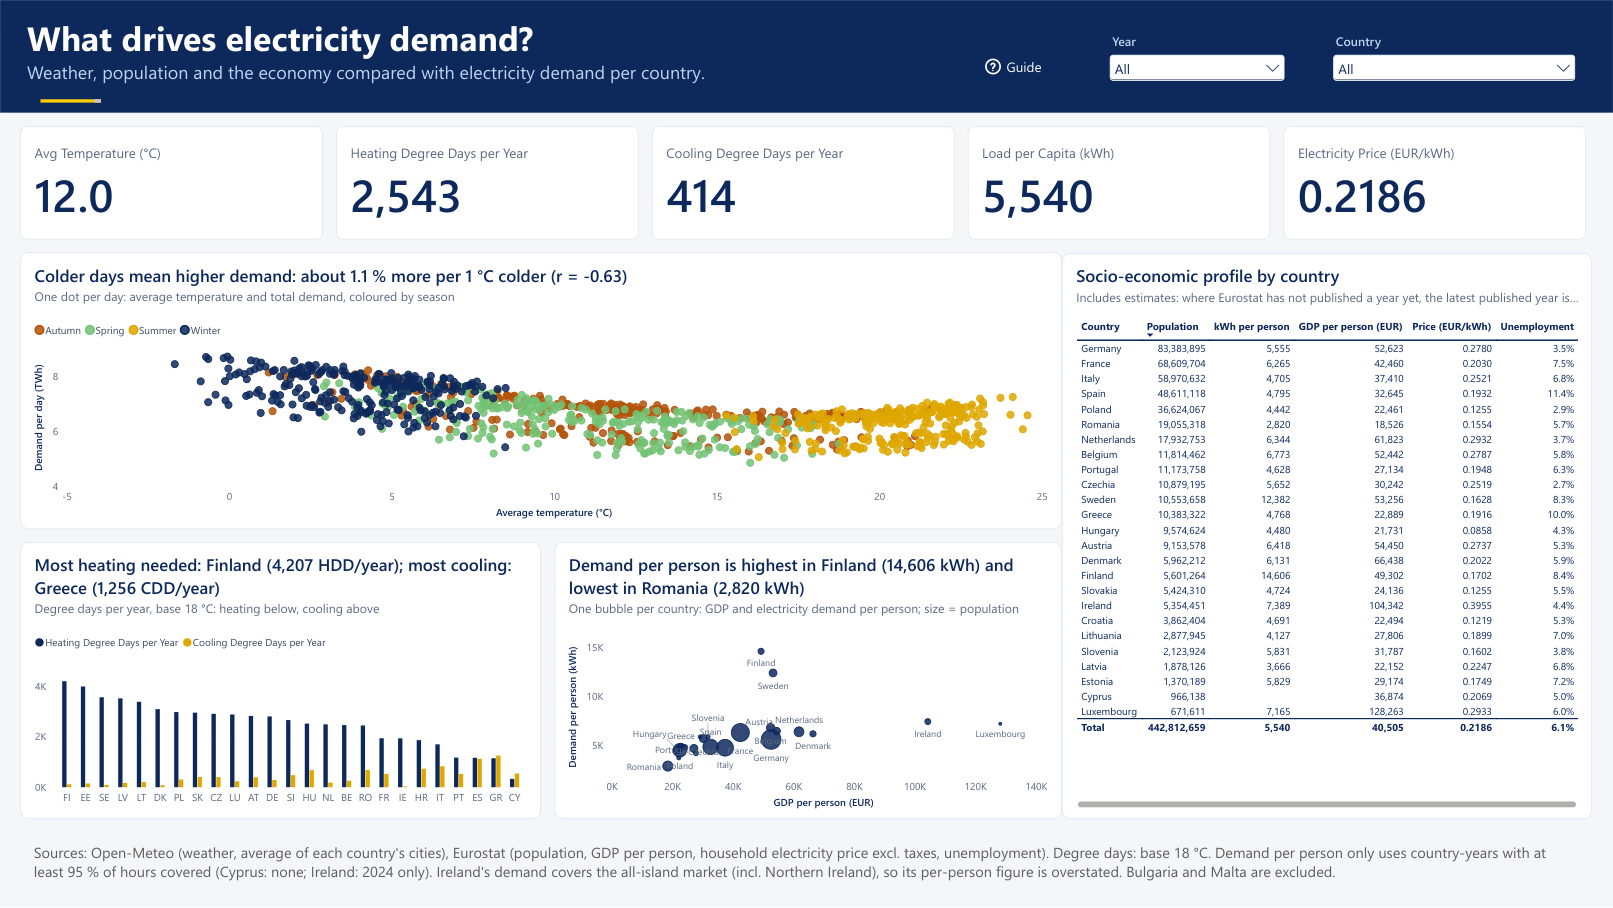 What drives electricity demand?
Weather, population and the economy compared with electricity demand per country.
Guide
Year
All
Country
All
Avg Temperature (°C)
12.0
Heating Degree Days per Year
2,543
Cooling Degree Days per Year
414
Load per Capita (kWh)
5,540
Electricity Price (EUR/kWh)
0.2186
Colder days mean higher demand: about 1.1 % more per 1 °C colder (r = -0.63)
One dot per day: average temperature and total demand, coloured by season
Autumn Spring Summer Winter
Demand per day (TWh)
8
6
4
-5 0 5 10 15 20 25
Average temperature (°C)
Most heating needed: Finland (4,207 HDD/year); most cooling:
Greece (1,256 CDD/year)
Degree days per year, base 18 °C: heating below, cooling above
Heating Degree Days per Year Cooling Degree Days per Year
4K
2K
0K
FI EE SE LV LT DK PL SK CZ LU AT DE SI HU NL BE RO FR IE HR IT PT ES GR CY
Demand per person is highest in Finland (14,606 kWh) and
lowest in Romania (2,820 kWh)
One bubble per country: GDP and electricity demand per person; size = population
Demand per person (kWh)
15K
10K
5K
Finland
Sweden
Slovenia
Austria Netherlands
Hungary Greece Spain
Denmark
Ireland
Luxembourg
Germany
Romania Poland
Italy
0K 20K 40K 60K 80K 100K 120K 140K
GDP per person (EUR)
Socio-economic profile by country
Includes estimates: where Eurostat has not published a year yet, the latest published year is...
Country Population kWh per person GDP per person (EUR) Price (EUR/kWh) Unemployment
Germany 83,383,895 5,555 52,623 0.2780 3.5%
France 68,609,704 6,265 42,460 0.2030 7.5%
Italy 58,970,632 4,705 37,410 0.2521 6.8%
Spain 48,611,118 4,795 32,645 0.1932 11.4%
Poland 36,624,067 4,442 22,461 0.1255 2.9%
Romania 19,055,318 2,820 18,526 0.1554 5.7%
Netherlands 17,932,753 6,344 61,823 0.2932 3.7%
Belgium 11,814,462 6,773 52,442 0.2787 5.8%
Portugal 11,173,758 4,628 27,134 0.1948 6.3%
Czechia 10,879,195 5,652 30,242 0.2519 2.7%
Sweden 10,553,658 12,382 53,256 0.1628 8.3%
Greece 10,383,322 4,768 22,889 0.1916 10.0%
Hungary 9,574,624 4,480 21,731 0.0858 4.3%
Austria 9,153,578 6,418 54,450 0.2737 5.3%
Denmark 5,962,212 6,131 66,438 0.2022 5.9%
Finland 5,601,264 14,606 49,302 0.1702 8.4%
Slovakia 5,424,310 4,724 24,136 0.1255 5.5%
Ireland 5,354,451 7,389 104,342 0.3955 4.4%
Croatia 3,862,404 4,691 22,494 0.1219 5.3%
Lithuania 2,877,945 4,127 27,806 0.1899 7.0%
Slovenia 2,123,924 5,831 31,787 0.1602 3.8%
Latvia 1,878,126 3,666 22,152 0.2247 6.8%
Estonia 1,370,189 5,829 29,174 0.1749 7.2%
Cyprus 966,138 36,874 0.2069 5.0%
Luxembourg 671,611 7,165 128,263 0.2933 6.0%
Total 442,812,659 5,540 40,505 0.2186 6.1%
Sources: Open-Meteo (weather, average of each country's cities), Eurostat (population, GDP per person, household electricity price excl. taxes, unemployment). Degree days: base 18 °C. Demand per person only uses country-years with at
least 95 % of hours covered (Cyprus: none; Ireland: 2024 only). Ireland's demand covers the all-island market (incl. Northern Ireland), so its per-person figure is overstated. Bulgaria and Malta are excluded.